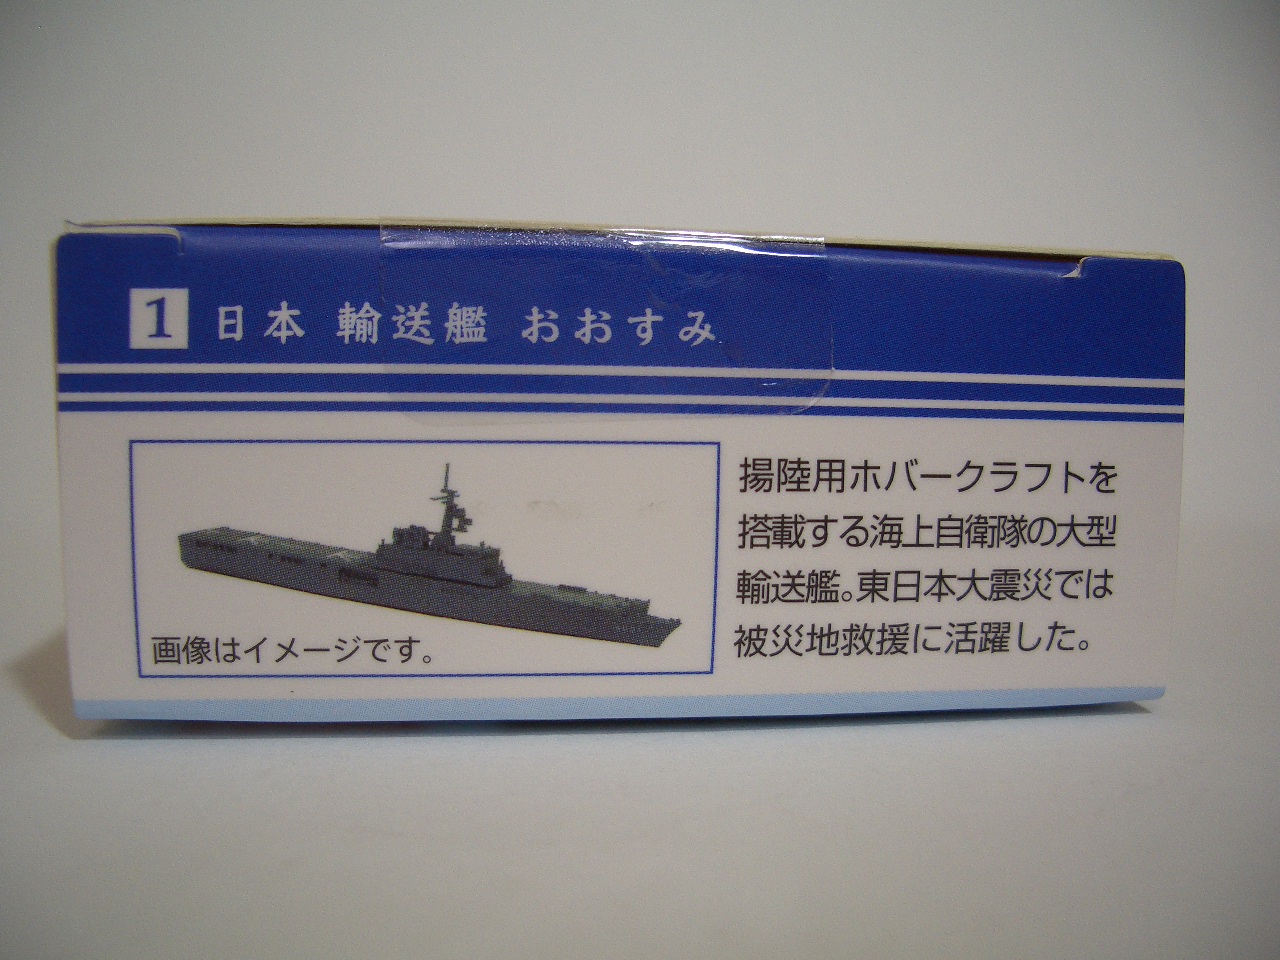 1 日本 輸送艦 おおすみ
画像はイメージです。
揚陸用ホバークラフトを
搭載する海上自衛隊の大型
輸送艦。東日本大震災では
被災地救援に活躍した。